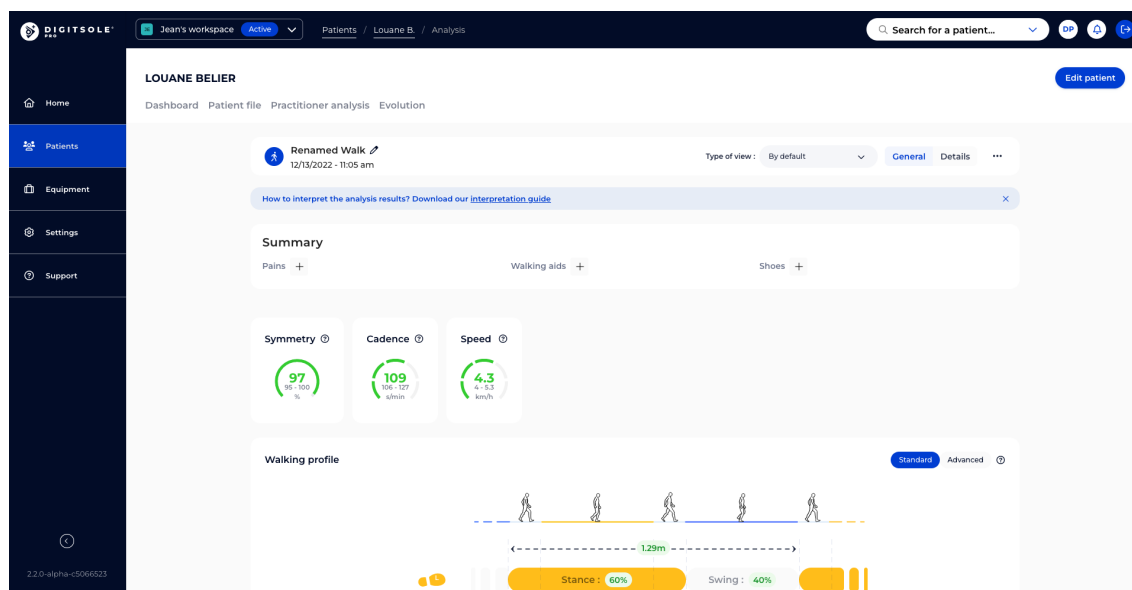 DIGITSOLE®
PRO
Jean's workspace Active
Patients / Louane B. / Analysis
Search for a patient...
DP
LOUANE BELIER
Edit patient
Dashboard Patient file Practitioner analysis Evolution
Home
Patients
Equipment
Settings
Support
2.2.0-alpha-c5066523
Renamed Walk
12/13/2022 - 11:05 am
Type of view : By default
General Details
How to interpret the analysis results? Download our interpretation guide
Summary
Pains +
Walking aids +
Shoes +
Symmetry ?
97
95 - 100
%
Cadence ?
109
106 - 127
s/min
Speed ?
4.3
4 - 5.3
km/h
Walking profile
Standard Advanced ?
1.29m
L
Stance : 60%
Swing : 40%